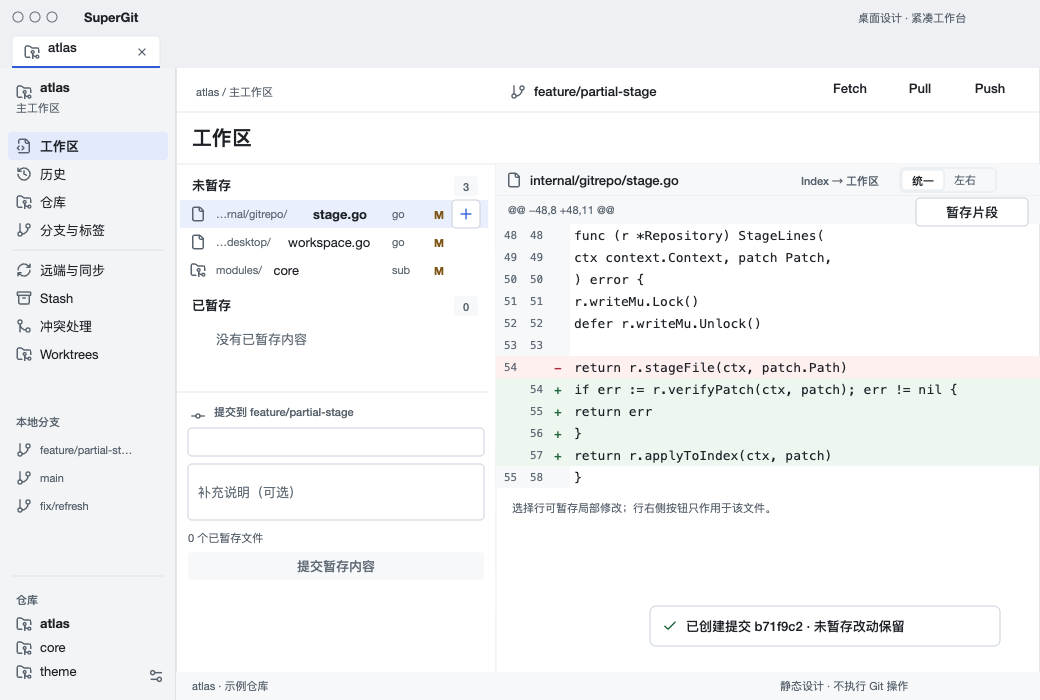 SuperGit
桌面设计 · 紧凑工作台
atlas
atlas
主工作区
工作区
历史
仓库
分支与标签
远端与同步
Stash
冲突处理
Worktrees
本地分支
feature/partial-st...
main
fix/refresh
仓库
atlas
core
theme
atlas / 主工作区
feature/partial-stage
Fetch Pull Push
工作区
未暂存 3
...rnal/gitrepo/ stage.go go M +
...desktop/ workspace.go go M
modules/ core sub M
已暂存 0
没有已暂存内容
提交到 feature/partial-stage
补充说明（可选）
0 个已暂存文件
提交暂存内容
internal/gitrepo/stage.go Index → 工作区 统一 左右
@@ −48,8 +48,11 @@ 暂存片段
48 48 func (r *Repository) StageLines(
49 49 ctx context.Context, patch Patch,
50 50 ) error {
51 51 r.writeMu.Lock()
52 52 defer r.writeMu.Unlock()
53 53
54 − return r.stageFile(ctx, patch.Path)
54 + if err := r.verifyPatch(ctx, patch); err != nil {
55 + return err
56 + }
57 + return r.applyToIndex(ctx, patch)
55 58 }
选择行可暂存局部修改；行右侧按钮只作用于该文件。
已创建提交 b71f9c2 · 未暂存改动保留
atlas · 示例仓库
静态设计 · 不执行 Git 操作